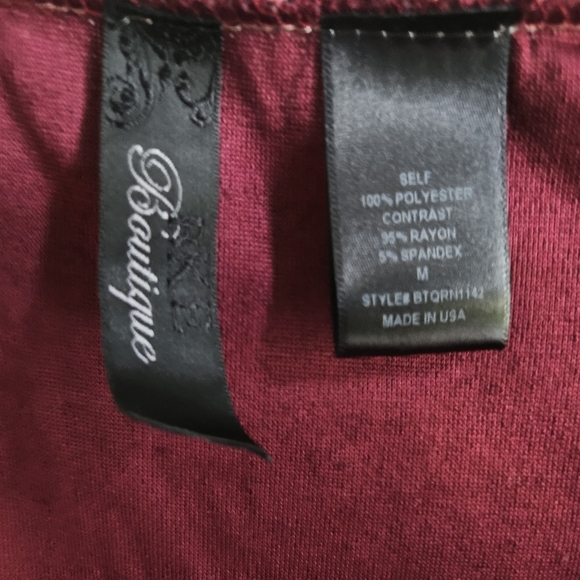 Boutique
SELF
100% POLYESTER
CONTRAST
95% RAYON
5% SPANDEX
M
STYLE# BTQRN1142
MADE IN USA